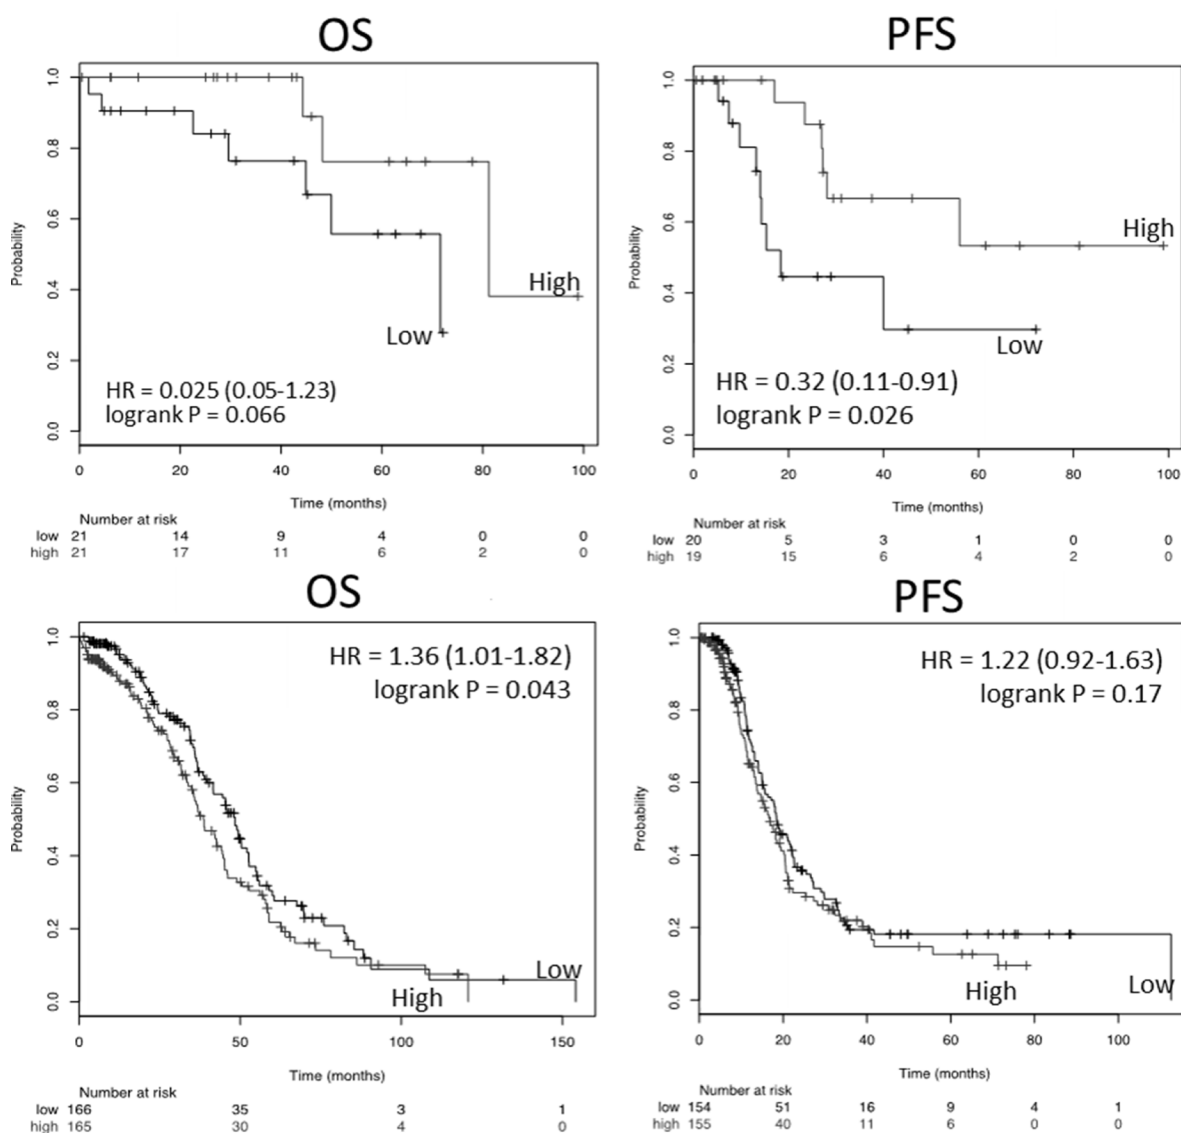 OS
PFS
1.0
0.8
0.6
0.4
0.2
0.0
Probability
High
Low
HR = 0.025 (0.05-1.23)
logrank P = 0.066
0 20 40 60 80 100
Time (months)
Number at risk
low 21 14 9 4 0 0
high 21 17 11 6 2 0
1.0
0.8
0.6
0.4
0.2
0.0
Probability
High
Low
HR = 0.32 (0.11-0.91)
logrank P = 0.026
0 20 40 60 80 100
Time (months)
Number at risk
low 20 5 3 1 0 0
high 19 15 6 4 2 0
OS
PFS
1.0
0.8
0.6
0.4
0.2
0.0
Probability
HR = 1.36 (1.01-1.82)
logrank P = 0.043
Low
High
0 50 100 150
Time (months)
Number at risk
low 166 35 3 1
high 165 30 4 0
1.0
0.8
0.6
0.4
0.2
0.0
Probability
HR = 1.22 (0.92-1.63)
logrank P = 0.17
High
Low
0 20 40 60 80 100
Time (months)
Number at risk
low 154 51 16 9 4 1
high 155 40 11 6 0 0